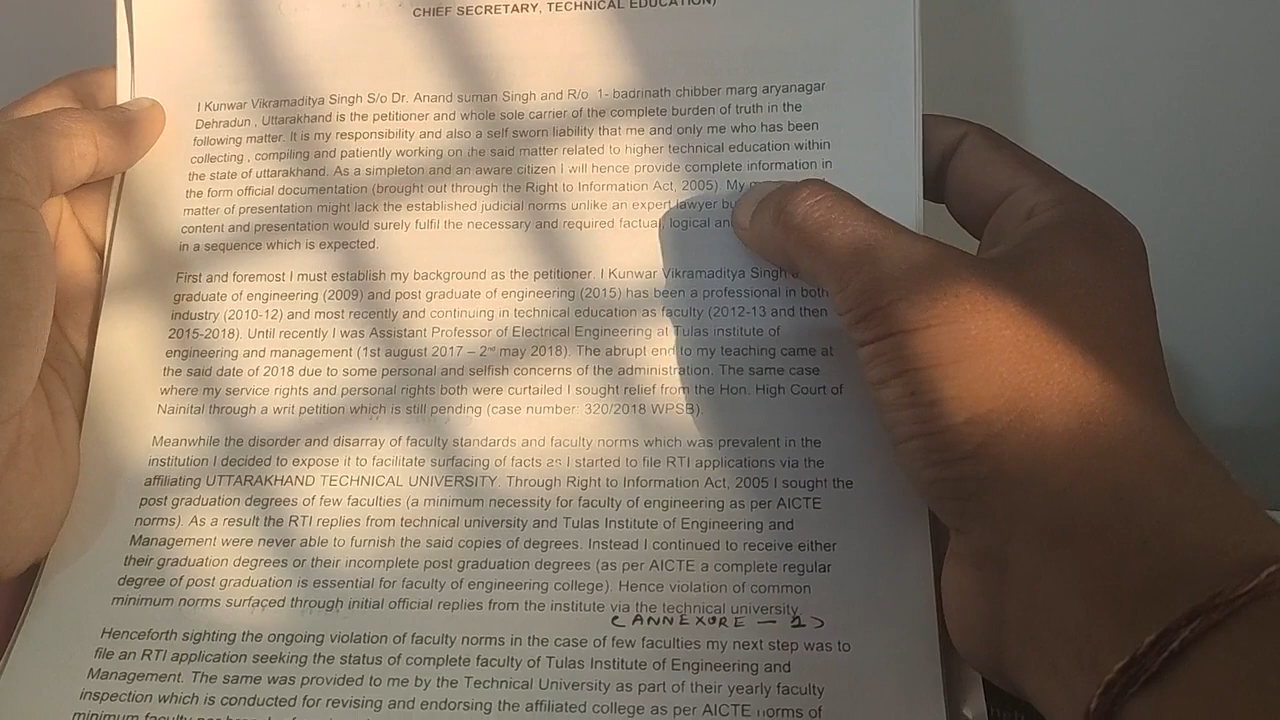 CHIEF SECRETARY, TECHNICAL EDUCATION)
I Kunwar Vikramaditya Singh S/o Dr. Anand suman Singh and R/o 1- badrinath chibber marg aryanagar
Dehradun , Uttarakhand is the petitioner and whole sole carrier of the complete burden of truth in the
following matter. It is my responsibility and also a self sworn liability that me and only me who has been
collecting , compiling and patiently working on the said matter related to higher technical education within
the state of uttarakhand. As a simpleton and an aware citizen I will hence provide complete information in
the form official documentation (brought out through the Right to Information Act, 2005). My
matter of presentation might lack the established judicial norms unlike an expert lawyer
content and presentation would surely fulfil the necessary and required factual, logical
in a sequence which is expected.
First and foremost I must establish my background as the petitioner. I Kunwar Vikramaditya Singh
graduate of engineering (2009) and post graduate of engineering (2015) has been a professional in both
industry (2010-12) and most recently and continuing in technical education as faculty (2012-13 and then
2015-2018). Until recently I was Assistant Professor of Electrical Engineering at Tulas institute of
engineering and management (1st august 2017 – 2nd may 2018). The abrupt end to my teaching came at
the said date of 2018 due to some personal and selfish concerns of the administration. The same case
where my service rights and personal rights both were curtailed I sought relief from the Hon. High Court of
Nainital through a writ petition which is still pending (case number: 320/2018 WPSB).
Meanwhile the disorder and disarray of faculty standards and faculty norms which was prevalent in the
institution I decided to expose it to facilitate surfacing of facts as I started to file RTI applications via the
affiliating UTTARAKHAND TECHNICAL UNIVERSITY. Through Right to Information Act, 2005 I sought the
post graduation degrees of few faculties (a minimum necessity for faculty of engineering as per AICTE
norms). As a result the RTI replies from technical university and Tulas Institute of Engineering and
Management were never able to furnish the said copies of degrees. Instead I continued to receive either
their graduation degrees or their incomplete post graduation degrees (as per AICTE a complete regular
degree of post graduation is essential for faculty of engineering college). Hence violation of common
minimum norms surfaced through initial official replies from the institute via the technical university.
(ANNEXURE – 1)
Henceforth sighting the ongoing violation of faculty norms in the case of few faculties my next step was to
file an RTI application seeking the status of complete faculty of Tulas Institute of Engineering and
Management. The same was provided to me by the Technical University as part of their yearly faculty
inspection which is conducted for revising and endorsing the affiliated college as per AICTE norms of
minimum faculty